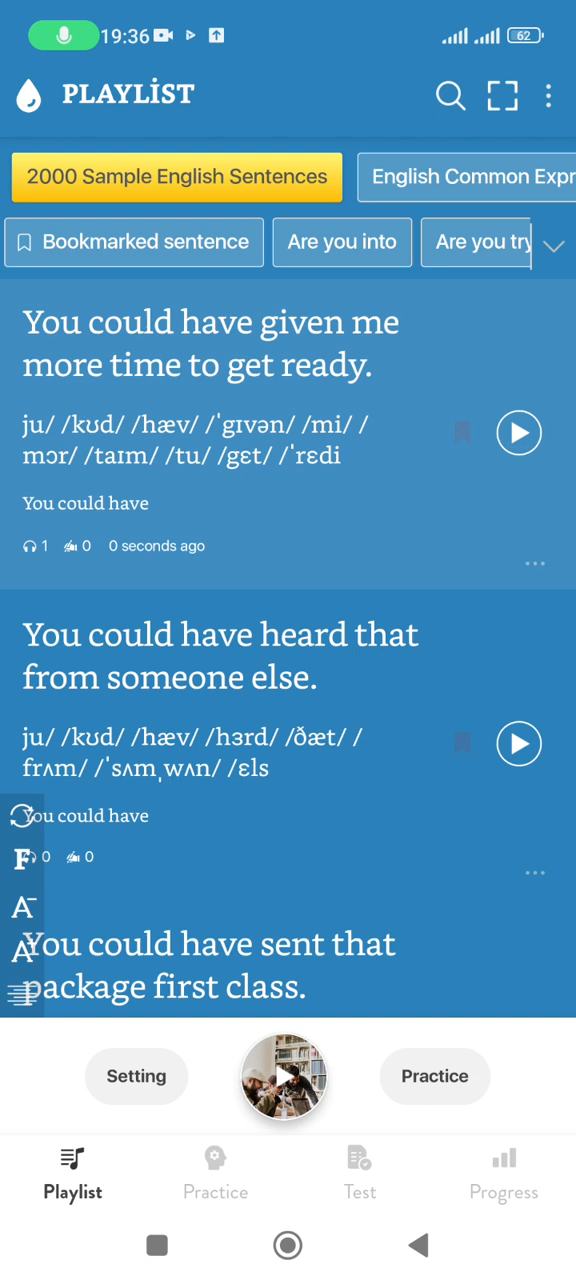 19:36
62
PLAYLİST
2000 Sample English Sentences
English Common Expr
Bookmarked sentence
Are you into
Are you try
You could have given me
more time to get ready.
ju/ /kʊd/ /hæv/ /ˈgɪvən/ /mi/ /
mɔr/ /taɪm/ /tu/ /gɛt/ /ˈrɛdi
You could have
1 0 0 seconds ago
You could have heard that
from someone else.
ju/ /kʊd/ /hæv/ /hɜrd/ /ðæt/ /
frʌm/ /ˈsʌmˌwʌn/ /ɛls
You could have
F 0 0
A-
A
You could have sent that
package first class.
Setting
Practice
Playlist
Practice
Test
Progress